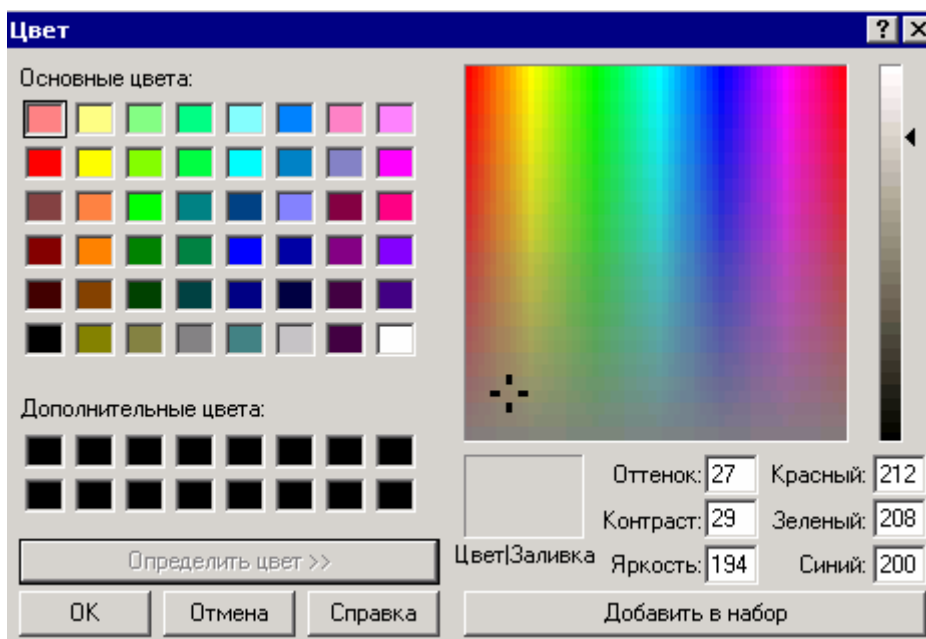 Цвет
Основные цвета:
Дополнительные цвета:
Определить цвет >>
OK
Отмена
Справка
Цвет|Заливка
Оттенок: 27
Контраст: 29
Яркость: 194
Красный: 212
Зеленый: 208
Синий: 200
Добавить в набор